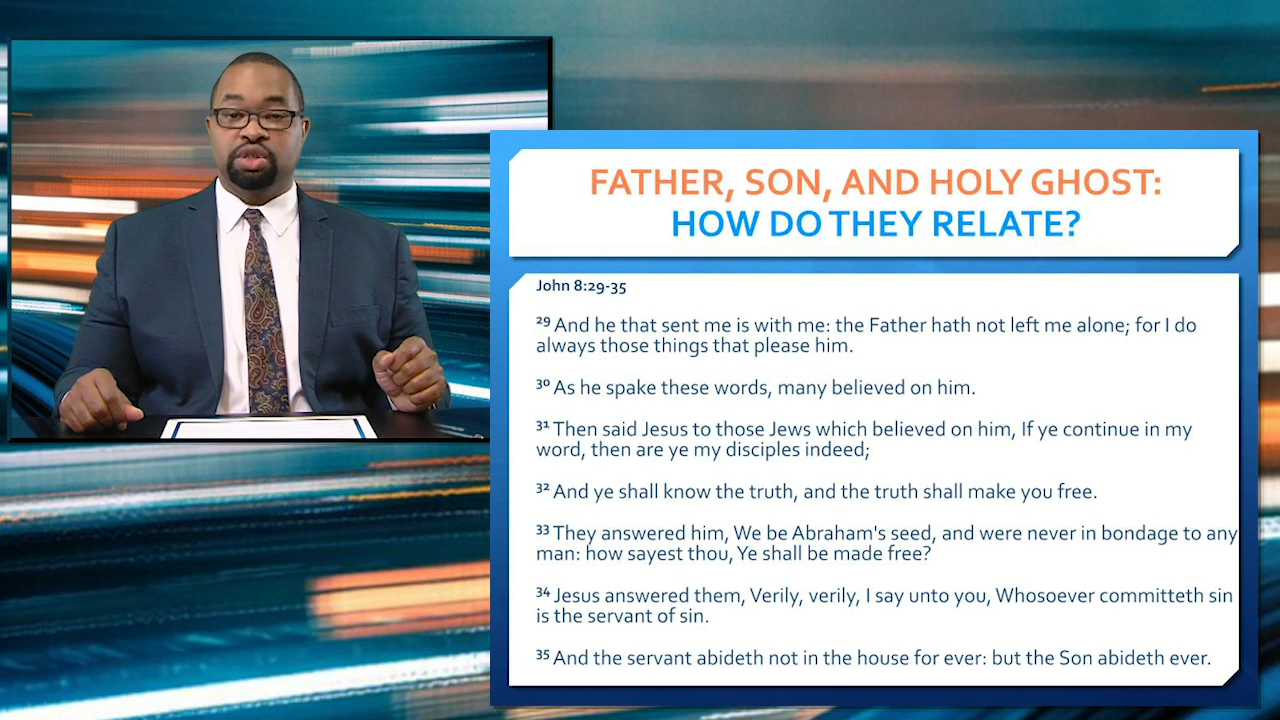 FATHER, SON, AND HOLY GHOST:
HOW DO THEY RELATE?
John 8:29-35
29 And he that sent me is with me: the Father hath not left me alone; for I do
always those things that please him.
30 As he spake these words, many believed on him.
31 Then said Jesus to those Jews which believed on him, If ye continue in my
word, then are ye my disciples indeed;
32 And ye shall know the truth, and the truth shall make you free.
33 They answered him, We be Abraham's seed, and were never in bondage to any
man: how sayest thou, Ye shall be made free?
34 Jesus answered them, Verily, verily, I say unto you, Whosoever committeth sin
is the servant of sin.
35 And the servant abideth not in the house for ever: but the Son abideth ever.